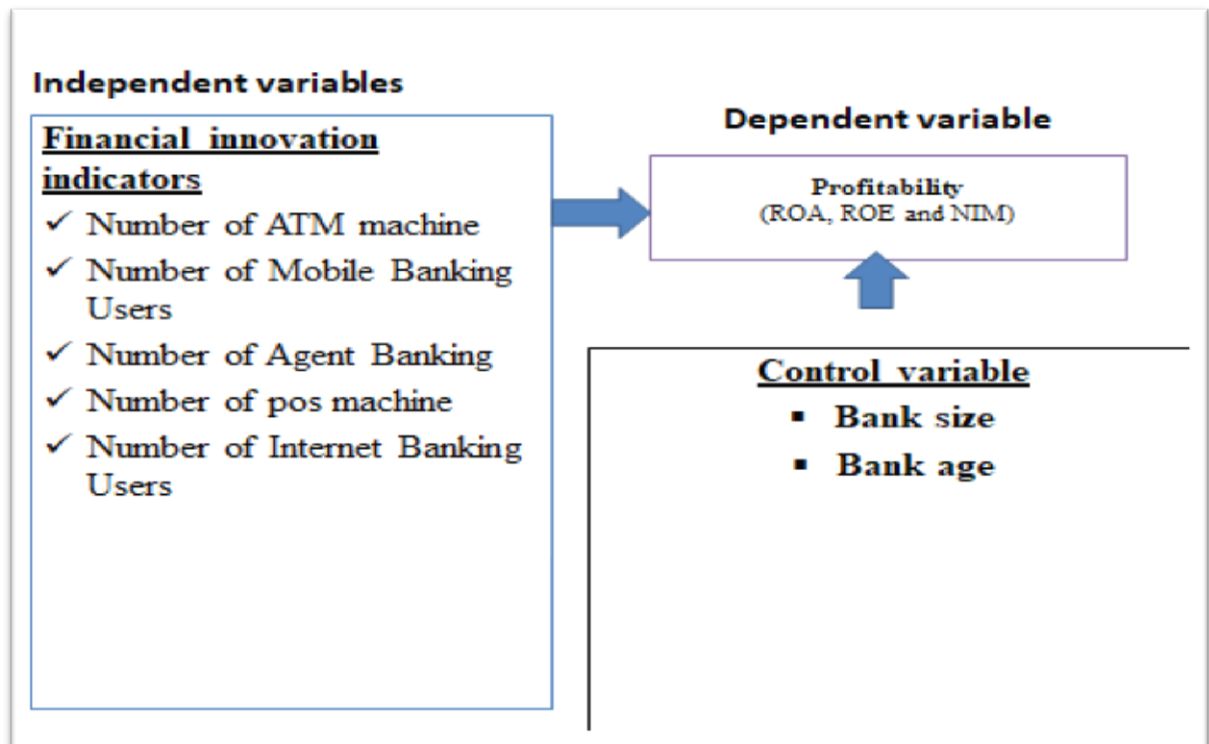 Independent variables
Financial innovation
indicators
✓ Number of ATM machine
✓ Number of Mobile Banking
Users
✓ Number of Agent Banking
✓ Number of pos machine
✓ Number of Internet Banking
Users
Dependent variable
Profitability
(ROA, ROE and NIM)
Control variable
▪ Bank size
▪ Bank age